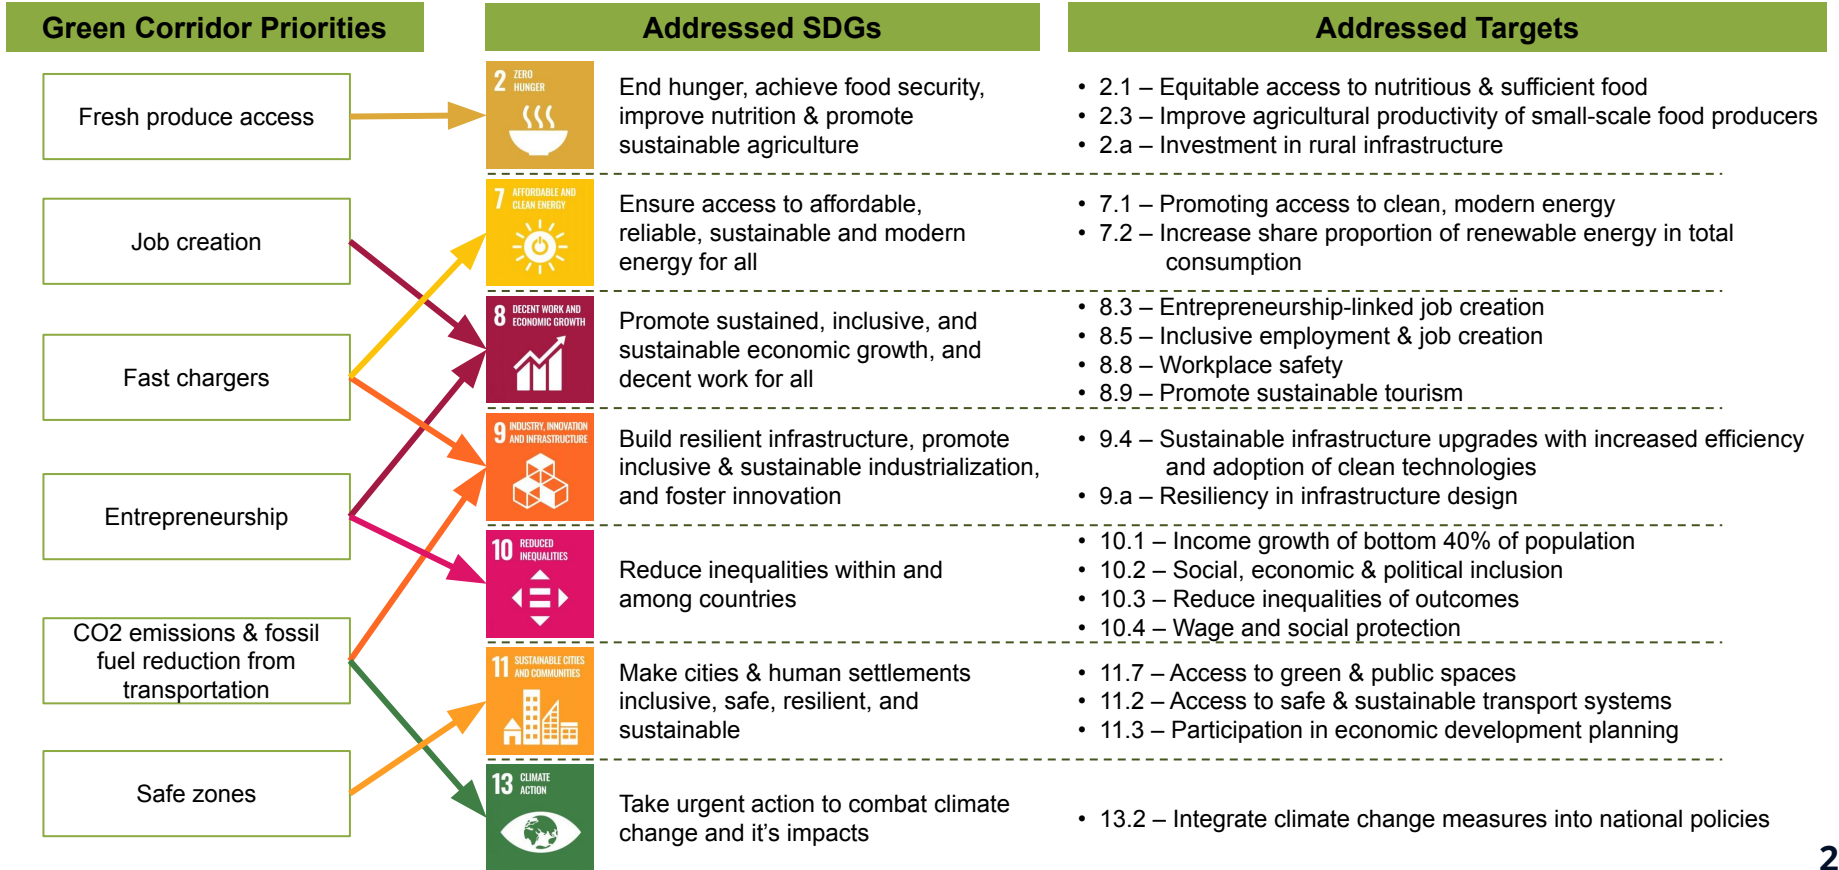 Green Corridor Priorities
Addressed SDGs
Addressed Targets
Fresh produce access
2 ZERO
HUNGER
End hunger, achieve food security,
improve nutrition & promote
sustainable agriculture
• 2.1 – Equitable access to nutritious & sufficient food
• 2.3 – Improve agricultural productivity of small-scale food producers
• 2.a – Investment in rural infrastructure
Job creation
7 AFFORDABLE AND
CLEAN ENERGY
Ensure access to affordable,
reliable, sustainable and modern
energy for all
• 7.1 – Promoting access to clean, modern energy
• 7.2 – Increase share proportion of renewable energy in total
consumption
Fast chargers
8 DECENT WORK AND
ECONOMIC GROWTH
Promote sustained, inclusive, and
sustainable economic growth, and
decent work for all
• 8.3 – Entrepreneurship-linked job creation
• 8.5 – Inclusive employment & job creation
• 8.8 – Workplace safety
• 8.9 – Promote sustainable tourism
Entrepreneurship
9 INDUSTRY, INNOVATION
AND INFRASTRUCTURE
Build resilient infrastructure, promote
inclusive & sustainable industrialization,
and foster innovation
• 9.4 – Sustainable infrastructure upgrades with increased efficiency
and adoption of clean technologies
• 9.a – Resiliency in infrastructure design
10 REDUCED
INEQUALITIES
Reduce inequalities within and
among countries
• 10.1 – Income growth of bottom 40% of population
• 10.2 – Social, economic & political inclusion
• 10.3 – Reduce inequalities of outcomes
• 10.4 – Wage and social protection
CO2 emissions & fossil
fuel reduction from
transportation
11 SUSTAINABLE CITIES
AND COMMUNITIES
Make cities & human settlements
inclusive, safe, resilient, and
sustainable
• 11.7 – Access to green & public spaces
• 11.2 – Access to safe & sustainable transport systems
• 11.3 – Participation in economic development planning
Safe zones
13 CLIMATE
ACTION
Take urgent action to combat climate
change and it's impacts
• 13.2 – Integrate climate change measures into national policies
2